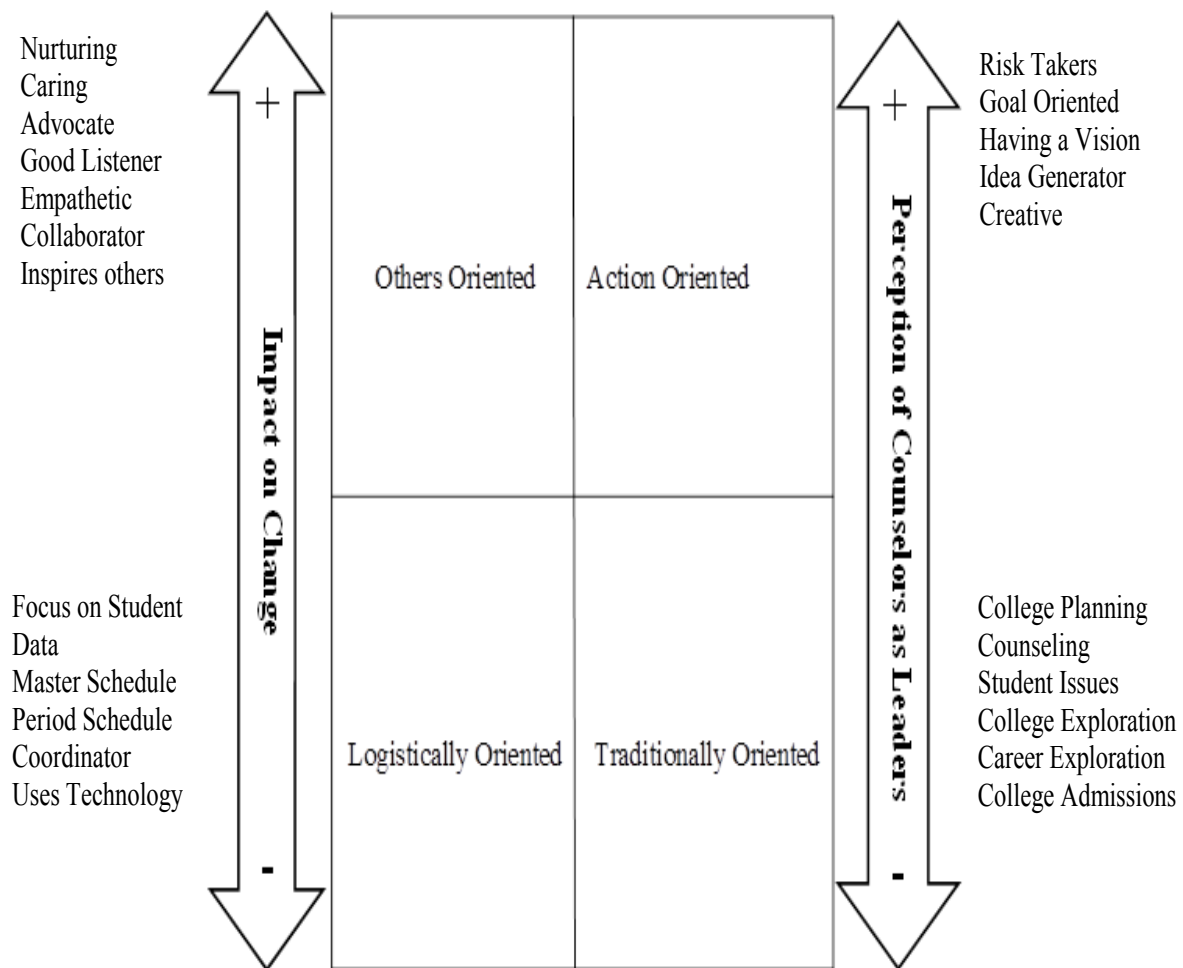 Nurturing
Caring
Advocate
Good Listener
Empathetic
Collaborator
Inspires others
+
Impact on Change
-
Focus on Student
Data
Master Schedule
Period Schedule
Coordinator
Uses Technology
Others Oriented
Action Oriented
Logistically Oriented
Traditionally Oriented
+
Perception of Counselors as Leaders
-
Risk Takers
Goal Oriented
Having a Vision
Idea Generator
Creative
College Planning
Counseling
Student Issues
College Exploration
Career Exploration
College Admissions